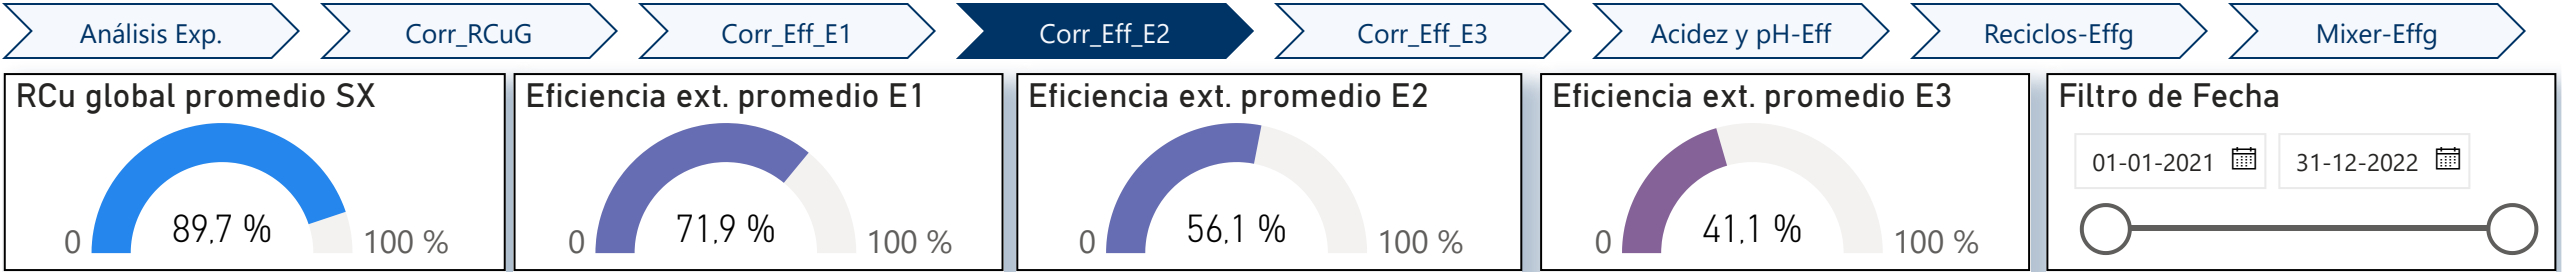 Análisis Exp.
Corr_RCuG
Corr_Eff_E1
Corr_Eff_E2
Corr_Eff_E3
Acidez y pH-Eff
Reciclos-Effg
Mixer-Effg
RCu global promedio SX
0
89,7 %
100 %
Eficiencia ext. promedio E1
0
71,9 %
100 %
Eficiencia ext. promedio E2
0
56,1 %
100 %
Eficiencia ext. promedio E3
0
41,1 %
100 %
Filtro de Fecha
01-01-2021
31-12-2022